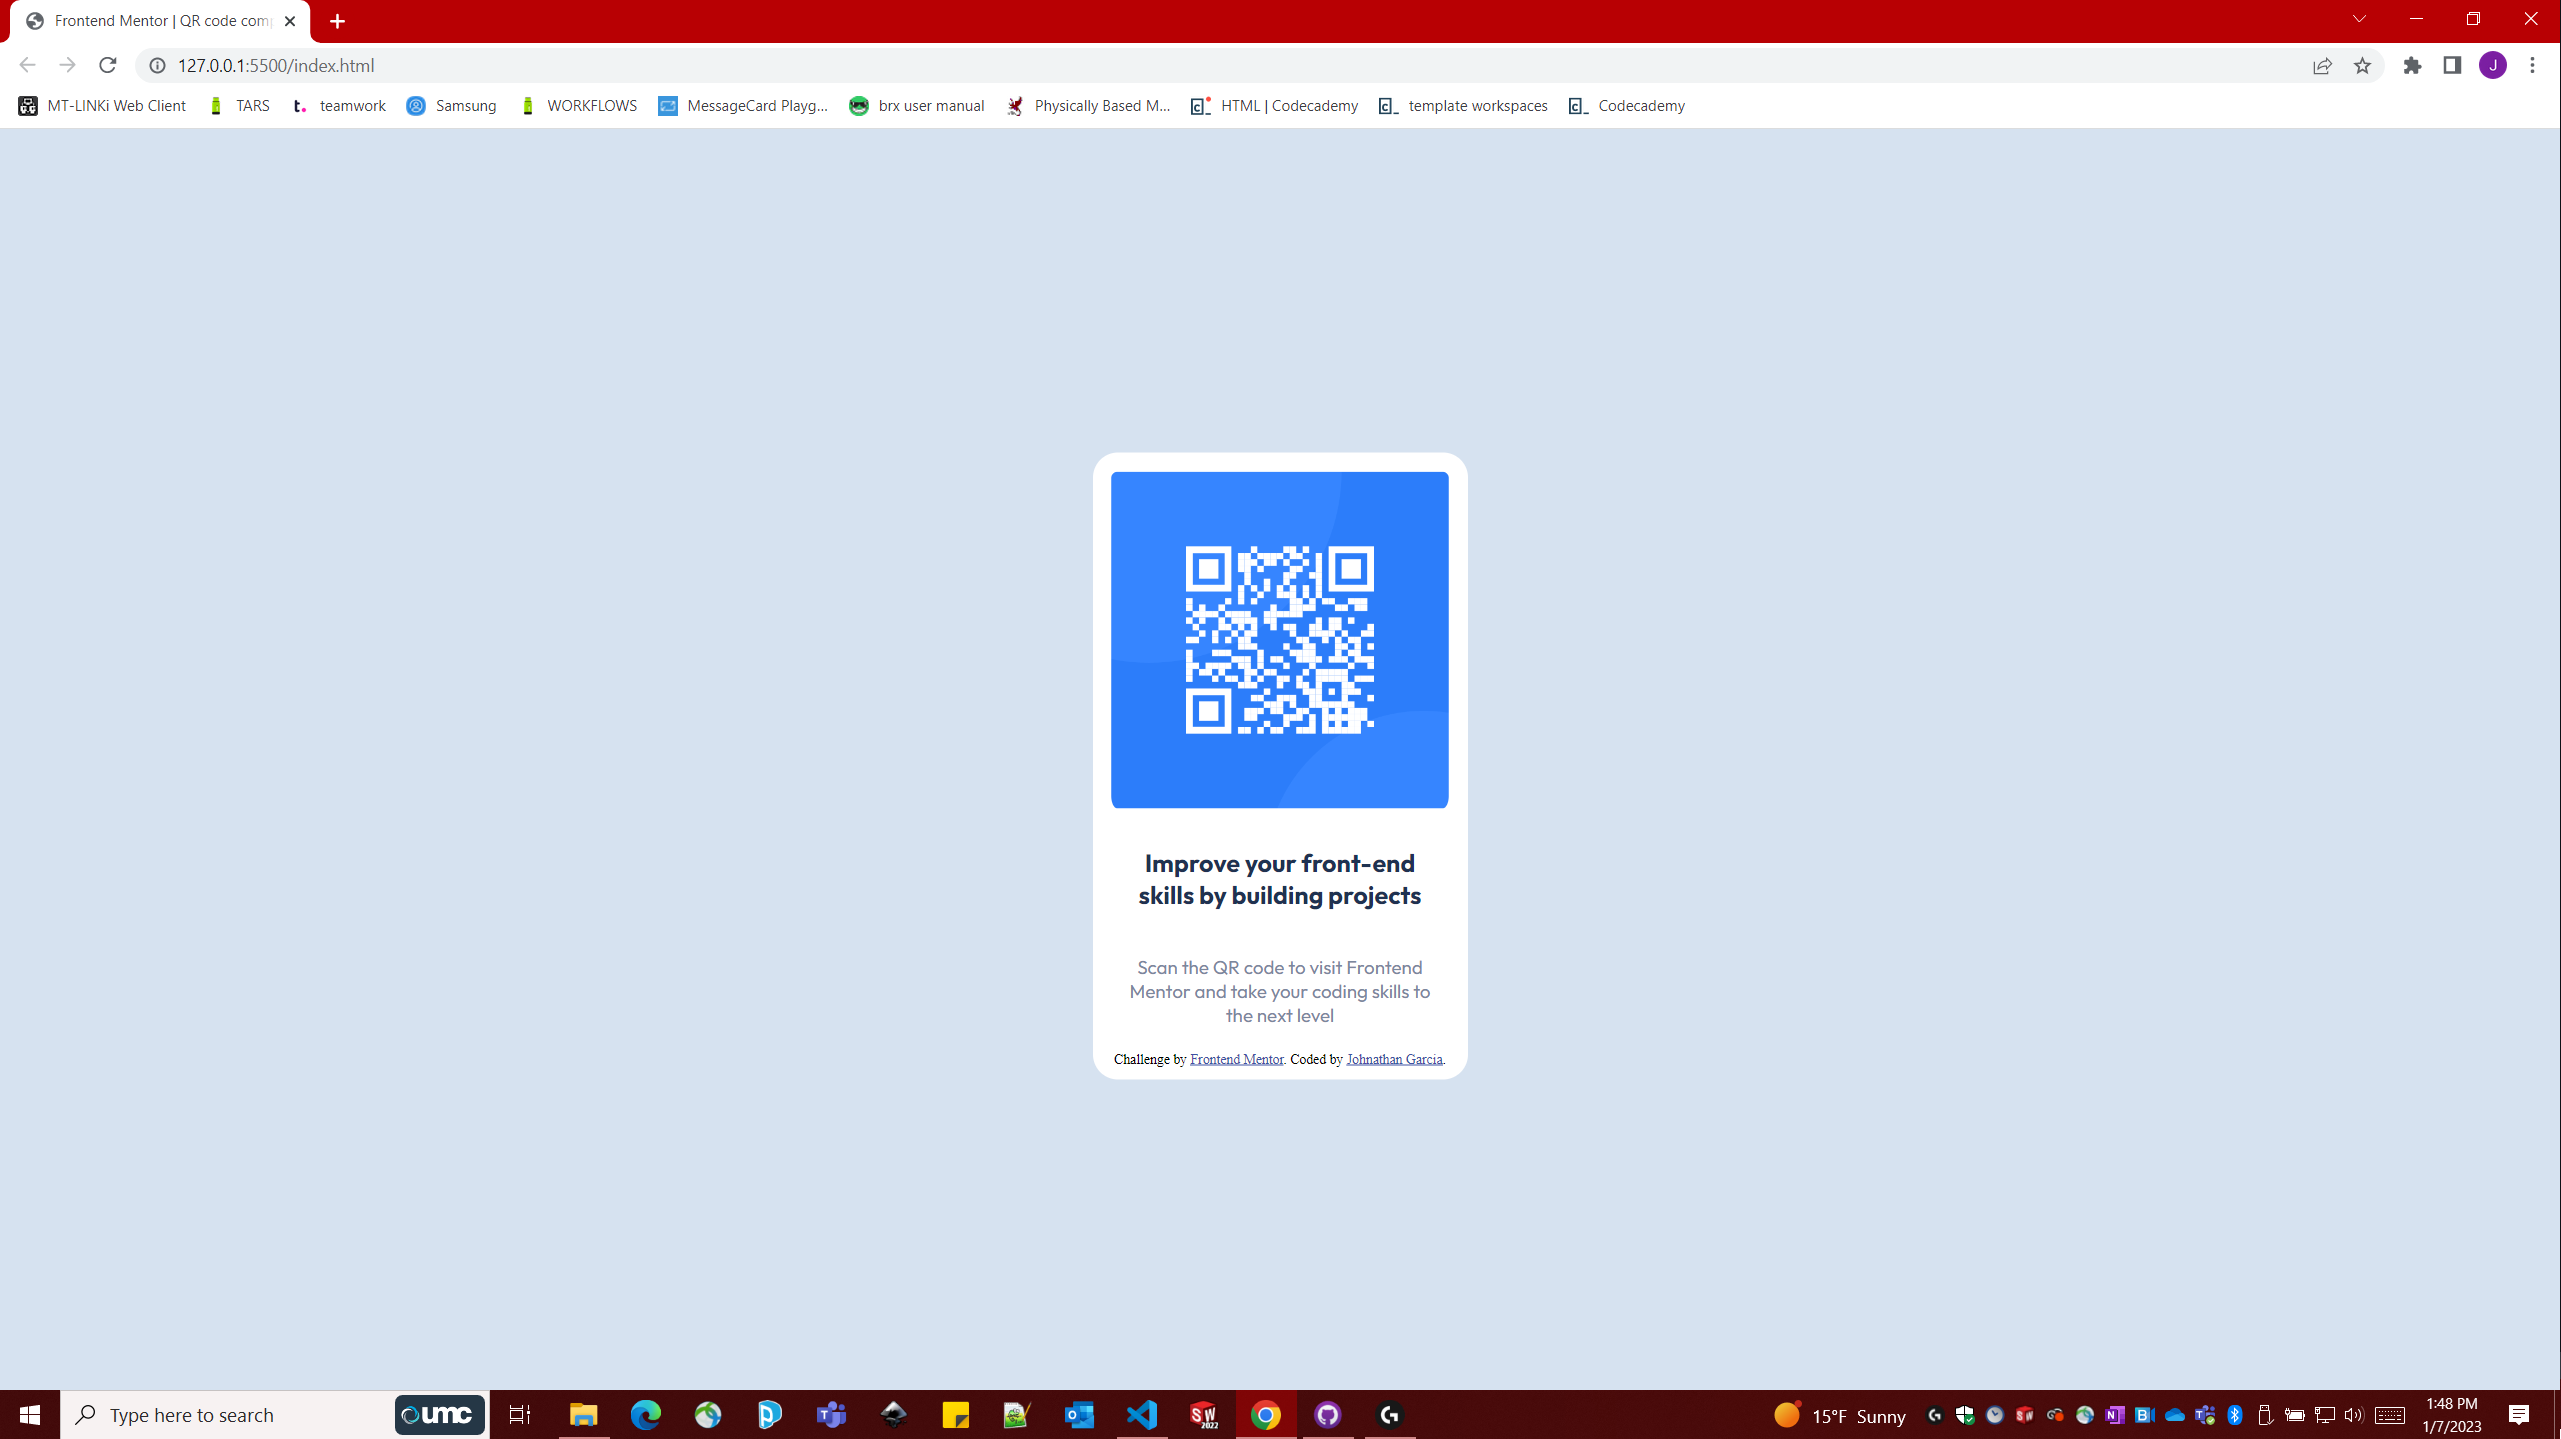 Frontend Mentor | QR code com
127.0.0.1:5500/index.html
J
MT-LINKi Web Client
TARS
t. teamwork
Samsung
WORKFLOWS
MessageCard Playg...
brx user manual
Physically Based M...
HTML | Codecademy
template workspaces
Codecademy
Improve your front-end
skills by building projects
Scan the QR code to visit Frontend
Mentor and take your coding skills to
the next level
Challenge by Frontend Mentor. Coded by Johnathan Garcia.
Type here to search
umc
SW
2022
15°F Sunny
1:48 PM
1/7/2023